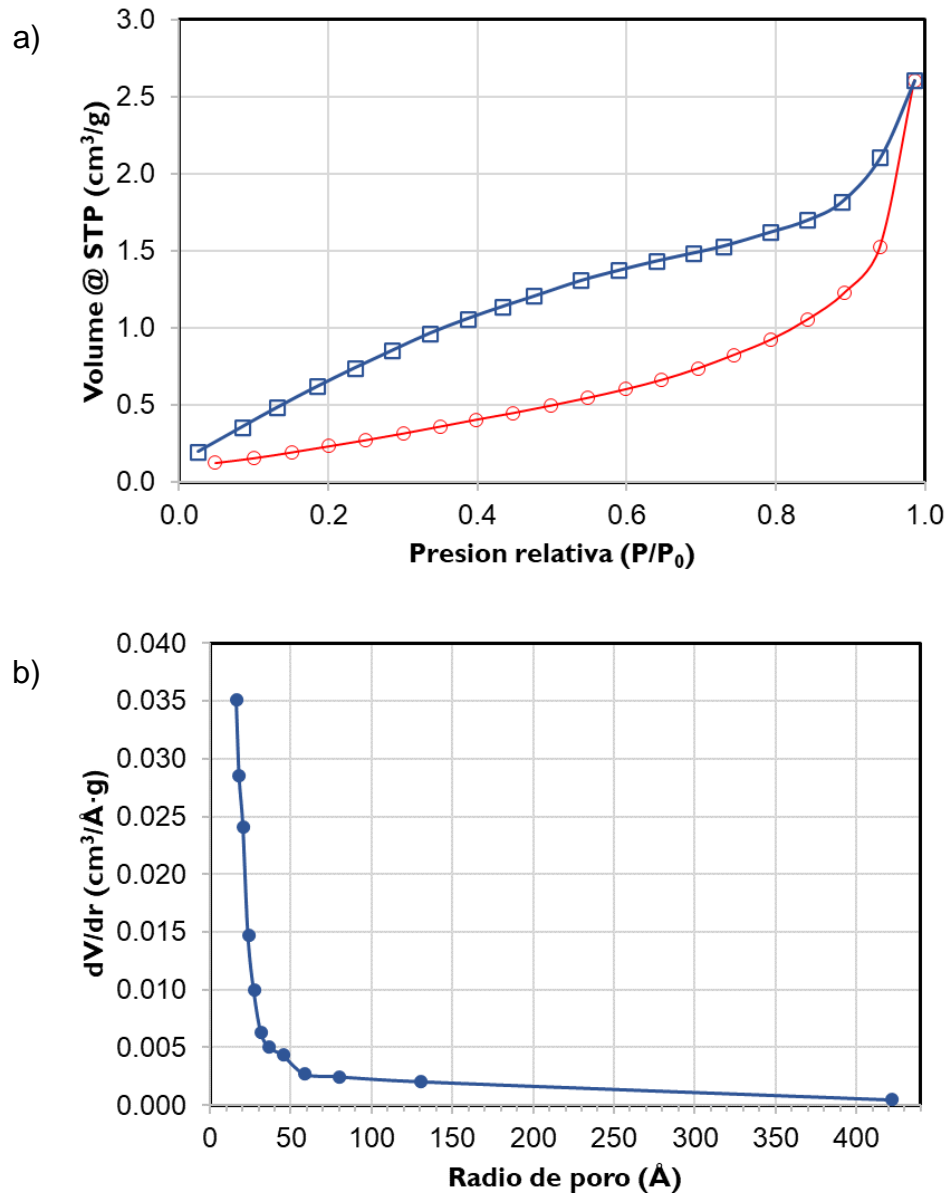 a)
Volume @ STP (cm³/g)
3.0
2.5
2.0
1.5
1.0
0.5
0.0
0.0 0.2 0.4 0.6 0.8 1.0
Presion relativa (P/P₀)
b)
dV/dr (cm³/Å·g)
0.040
0.035
0.030
0.025
0.020
0.015
0.010
0.005
0.000
0 50 100 150 200 250 300 350 400
Radio de poro (Å)